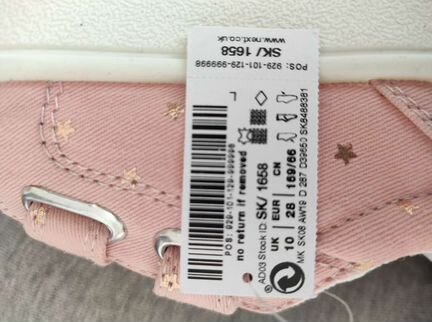 POS: 929-101-129-999998
SK/ 1658
www.next.co.uk
POS: 929-101-129-999998
no return if removed
AD03 Stock ID: SK/ 1658
UK EUR CN
10 28 169/66
MK SK08 AW19 D 287 D39650 SK8488381